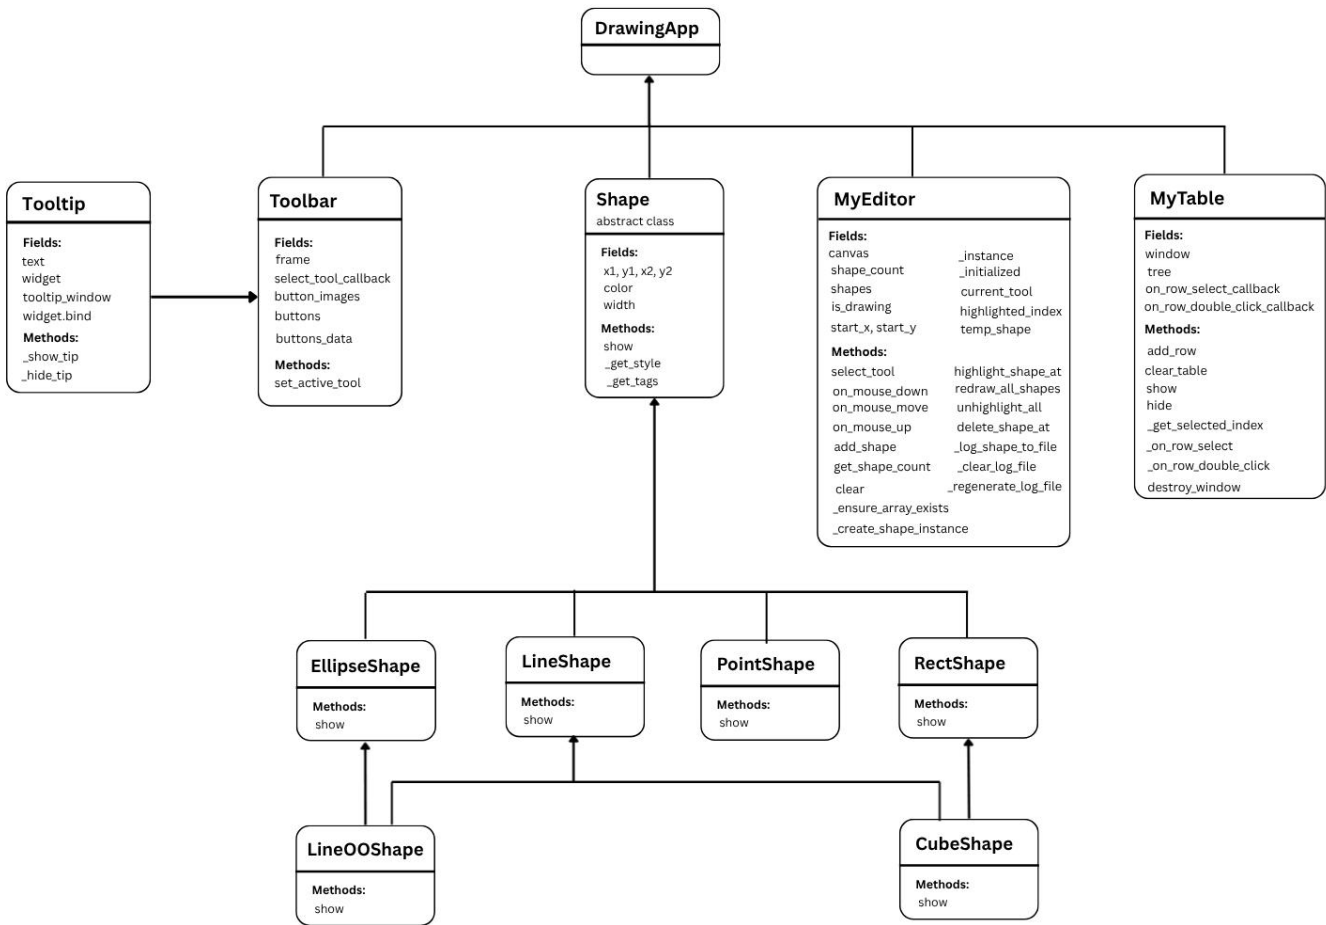 DrawingApp
Tooltip
Fields:
text
widget
tooltip_window
widget.bind
Methods:
_show_tip
_hide_tip
Toolbar
Fields:
frame
select_tool_callback
button_images
buttons
buttons_data
Methods:
set_active_tool
Shape
abstract class
Fields:
x1, y1, x2, y2
color
width
Methods:
show
_get_style
_get_tags
MyEditor
Fields:
canvas
shape_count
shapes
is_drawing
start_x, start_y
_instance
_initialized
current_tool
highlighted_index
temp_shape
Methods:
select_tool
on_mouse_down
on_mouse_move
on_mouse_up
add_shape
get_shape_count
clear
_ensure_array_exists
_create_shape_instance
highlight_shape_at
redraw_all_shapes
unhighlight_all
delete_shape_at
_log_shape_to_file
_clear_log_file
_regenerate_log_file
MyTable
Fields:
window
tree
on_row_select_callback
on_row_double_click_callback
Methods:
add_row
clear_table
show
hide
_get_selected_index
_on_row_select
_on_row_double_click
destroy_window
EllipseShape
Methods:
show
LineShape
Methods:
show
PointShape
Methods:
show
RectShape
Methods:
show
LineOOShape
Methods:
show
CubeShape
Methods:
show